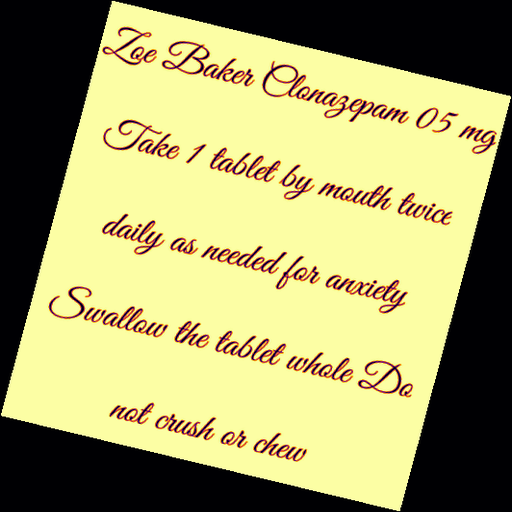 Zoe Baker Clonazepam 05 mg
Take 1 tablet by mouth twice
daily as needed for anxiety
Swallow the tablet whole Do
not crush or chew